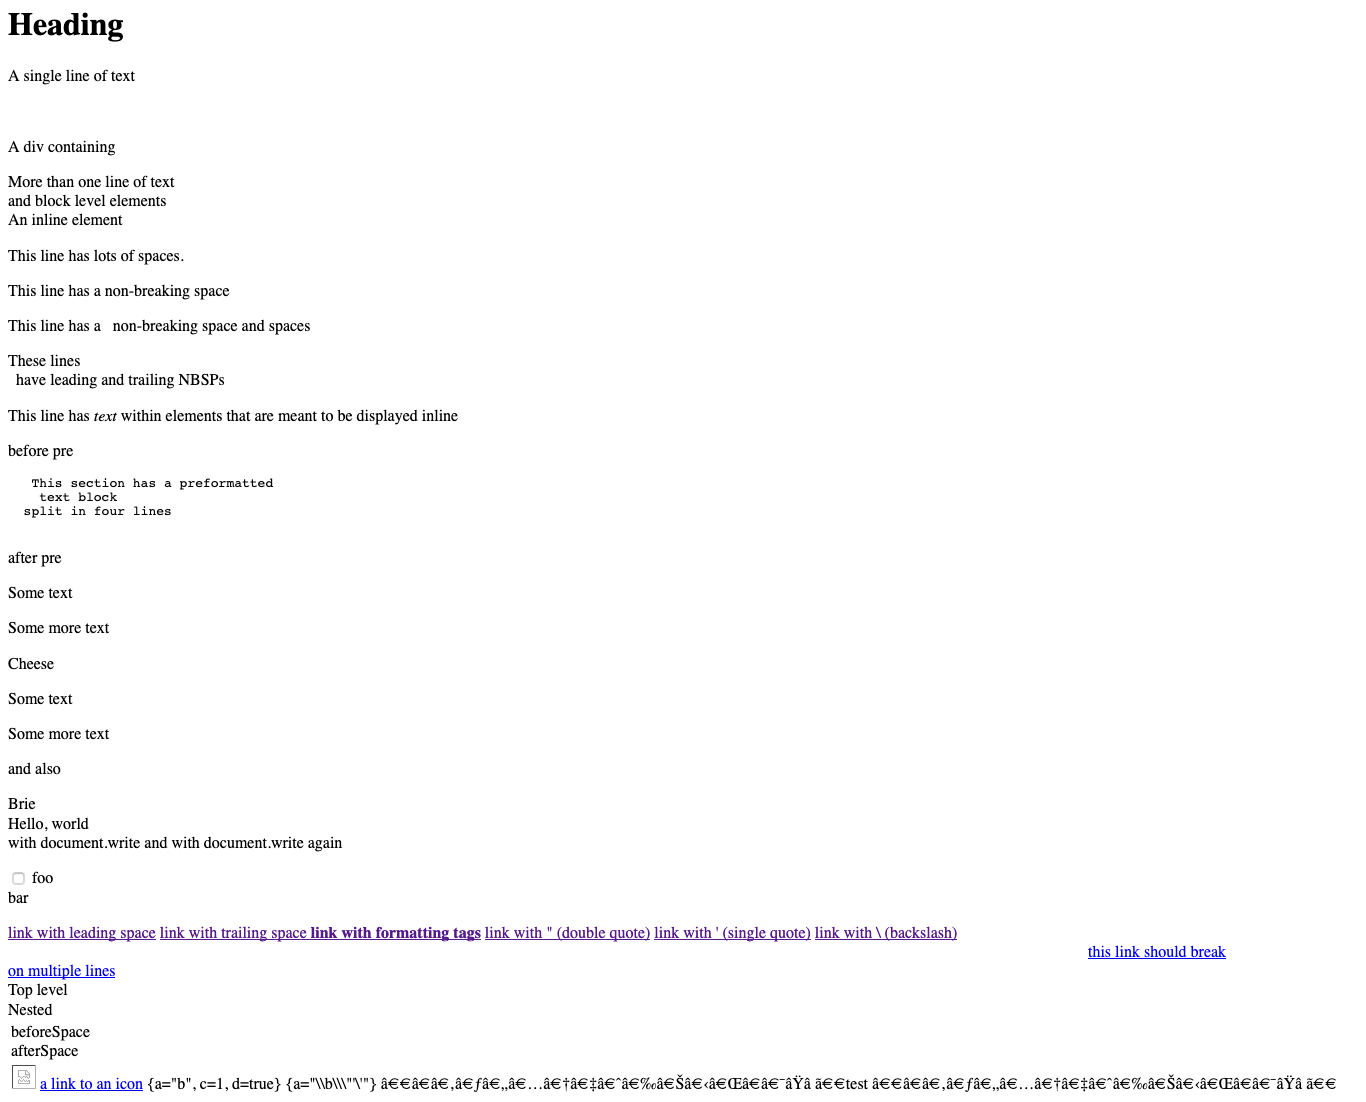 Heading
A single line of text
A div containing
More than one line of text
and block level elements
An inline element
This line has lots of spaces.
This line has a non-breaking space
This line has a   non-breaking space and spaces
These lines
  have leading and trailing NBSPs
This line has text within elements that are meant to be displayed inline
before pre
   This section has a preformatted
    text block
  split in four lines
after pre
Some text
Some more text
Cheese
Some text
Some more text
and also
Brie
Hello, world
with document.write and with document.write again
foo
bar
link with leading space link with trailing space link with formatting tags link with " (double quote) link with ' (single quote) link with \ (backslash)
this link should break
on multiple lines
Top level
Nested
beforeSpace
afterSpace
a link to an icon {a="b", c=1, d=true} {a="\\b\\\"'\'"} â€€â€â€‚â€ƒâ€„â€…â€†â€‡â€ˆâ€‰â€Šâ€‹â€Œâ€â€¯âŸâ ã€€test â€€â€â€‚â€ƒâ€„â€…â€†â€‡â€ˆâ€‰â€Šâ€‹â€Œâ€â€¯âŸâ ã€€